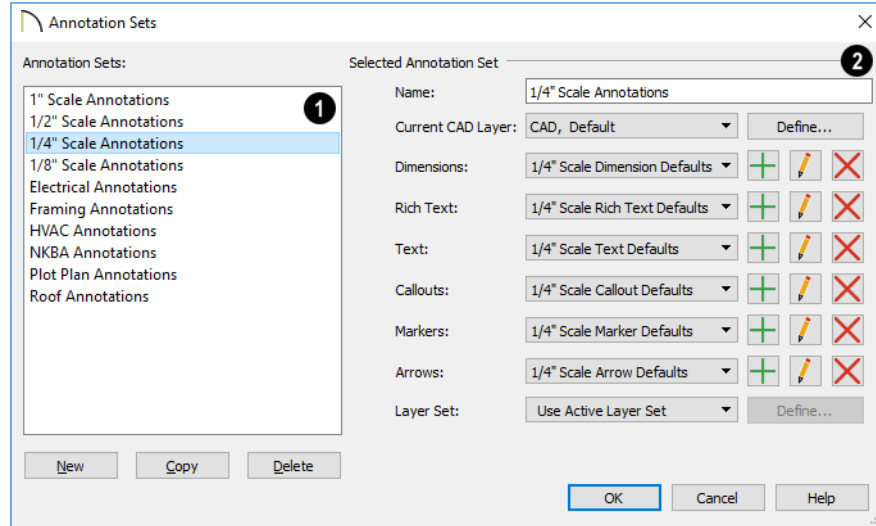 Annotation Sets
Annotation Sets:
1
1" Scale Annotations
1/2" Scale Annotations
1/4" Scale Annotations
1/8" Scale Annotations
Electrical Annotations
Framing Annotations
HVAC Annotations
NKBA Annotations
Plot Plan Annotations
Roof Annotations
New Copy Delete
Selected Annotation Set
2
Name: 1/4" Scale Annotations
Current CAD Layer: CAD, Default Define...
Dimensions: 1/4" Scale Dimension Defaults
Rich Text: 1/4" Scale Rich Text Defaults
Text: 1/4" Scale Text Defaults
Callouts: 1/4" Scale Callout Defaults
Markers: 1/4" Scale Marker Defaults
Arrows: 1/4" Scale Arrow Defaults
Layer Set: Use Active Layer Set Define...
OK Cancel Help